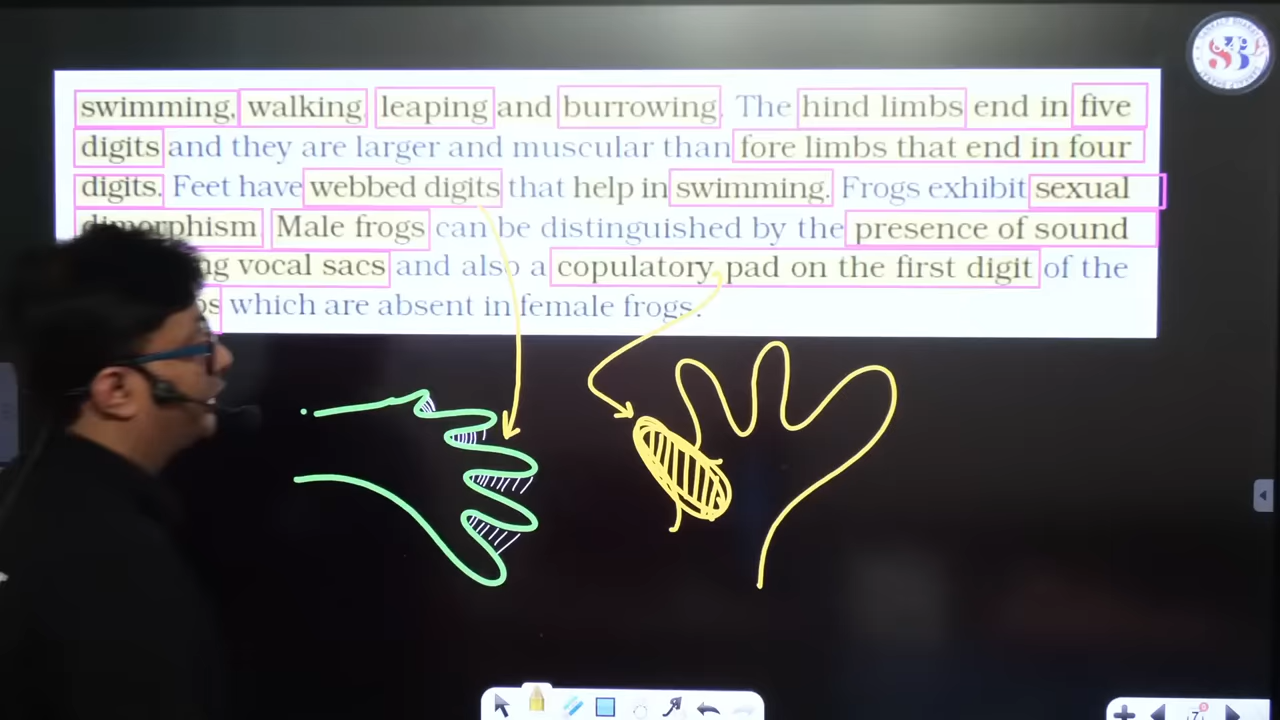 swimming, walking, leaping and burrowing. The hind limbs end in five
digits and they are larger and muscular than fore limbs that end in four
digits. Feet have webbed digits that help in swimming. Frogs exhibit sexual
dimorphism Male frogs can be distinguished by the presence of sound
vocal sacs and also a copulatory pad on the first digit of the
which are absent in female frogs.
7